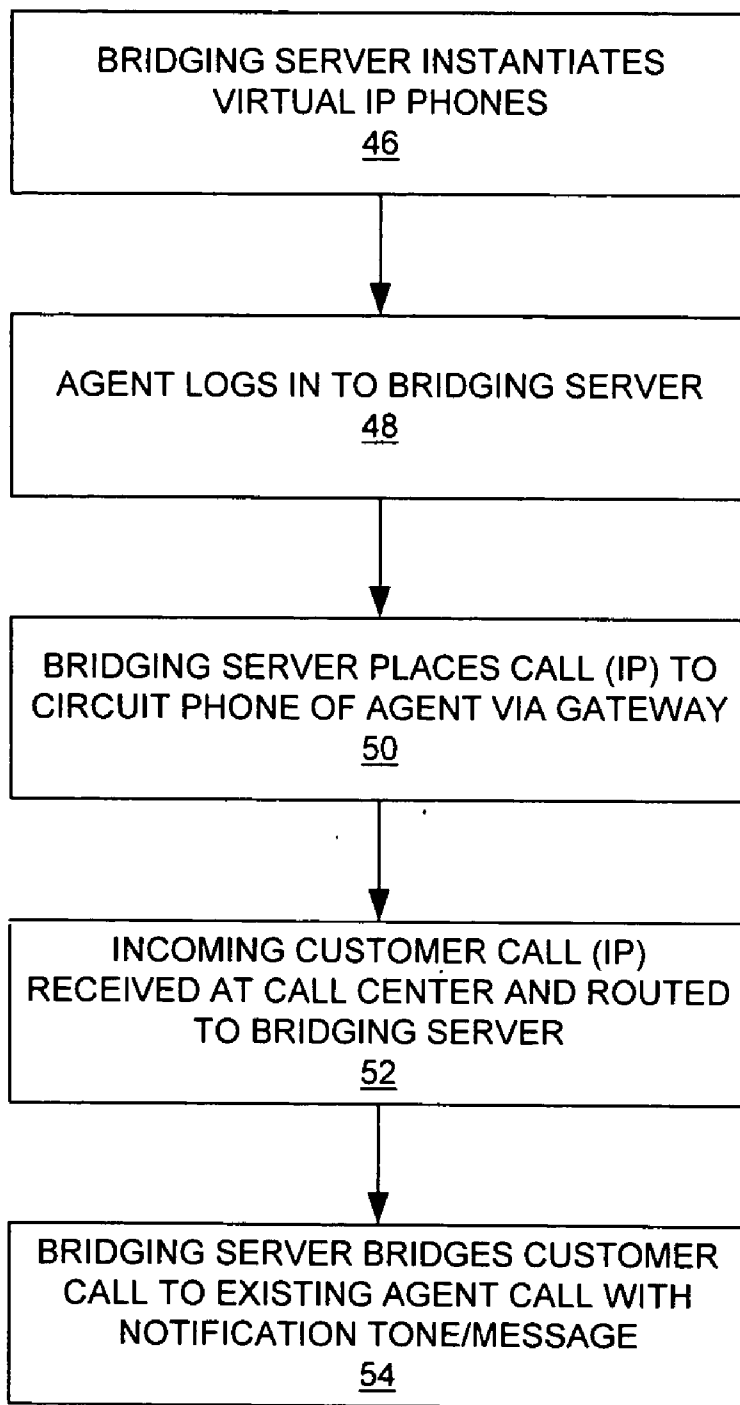 BRIDGING SERVER INSTANTIATES
VIRTUAL IP PHONES
46
AGENT LOGS IN TO BRIDGING SERVER
48
BRIDGING SERVER PLACES CALL (IP) TO
CIRCUIT PHONE OF AGENT VIA GATEWAY
50
INCOMING CUSTOMER CALL (IP)
RECEIVED AT CALL CENTER AND ROUTED
TO BRIDGING SERVER
52
BRIDGING SERVER BRIDGES CUSTOMER
CALL TO EXISTING AGENT CALL WITH
NOTIFICATION TONE/MESSAGE
54